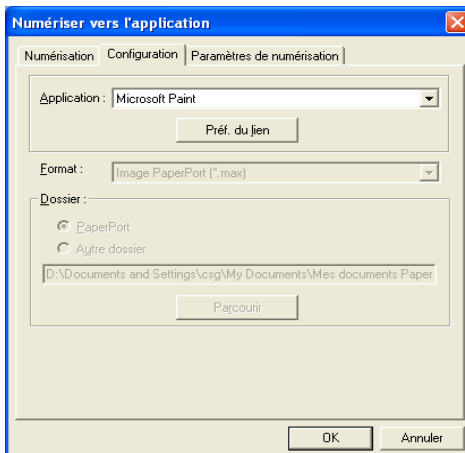 Numériser vers l'application
Numérisation Configuration Paramètres de numérisation
Application : Microsoft Paint
Préf. du lien
Format : Image PaperPort (*.max)
Dossier :
PaperPort
Autre dossier
D:\Documents and Settings\csg\My Documents\Mes documents Paper
Parcourir
OK Annuler